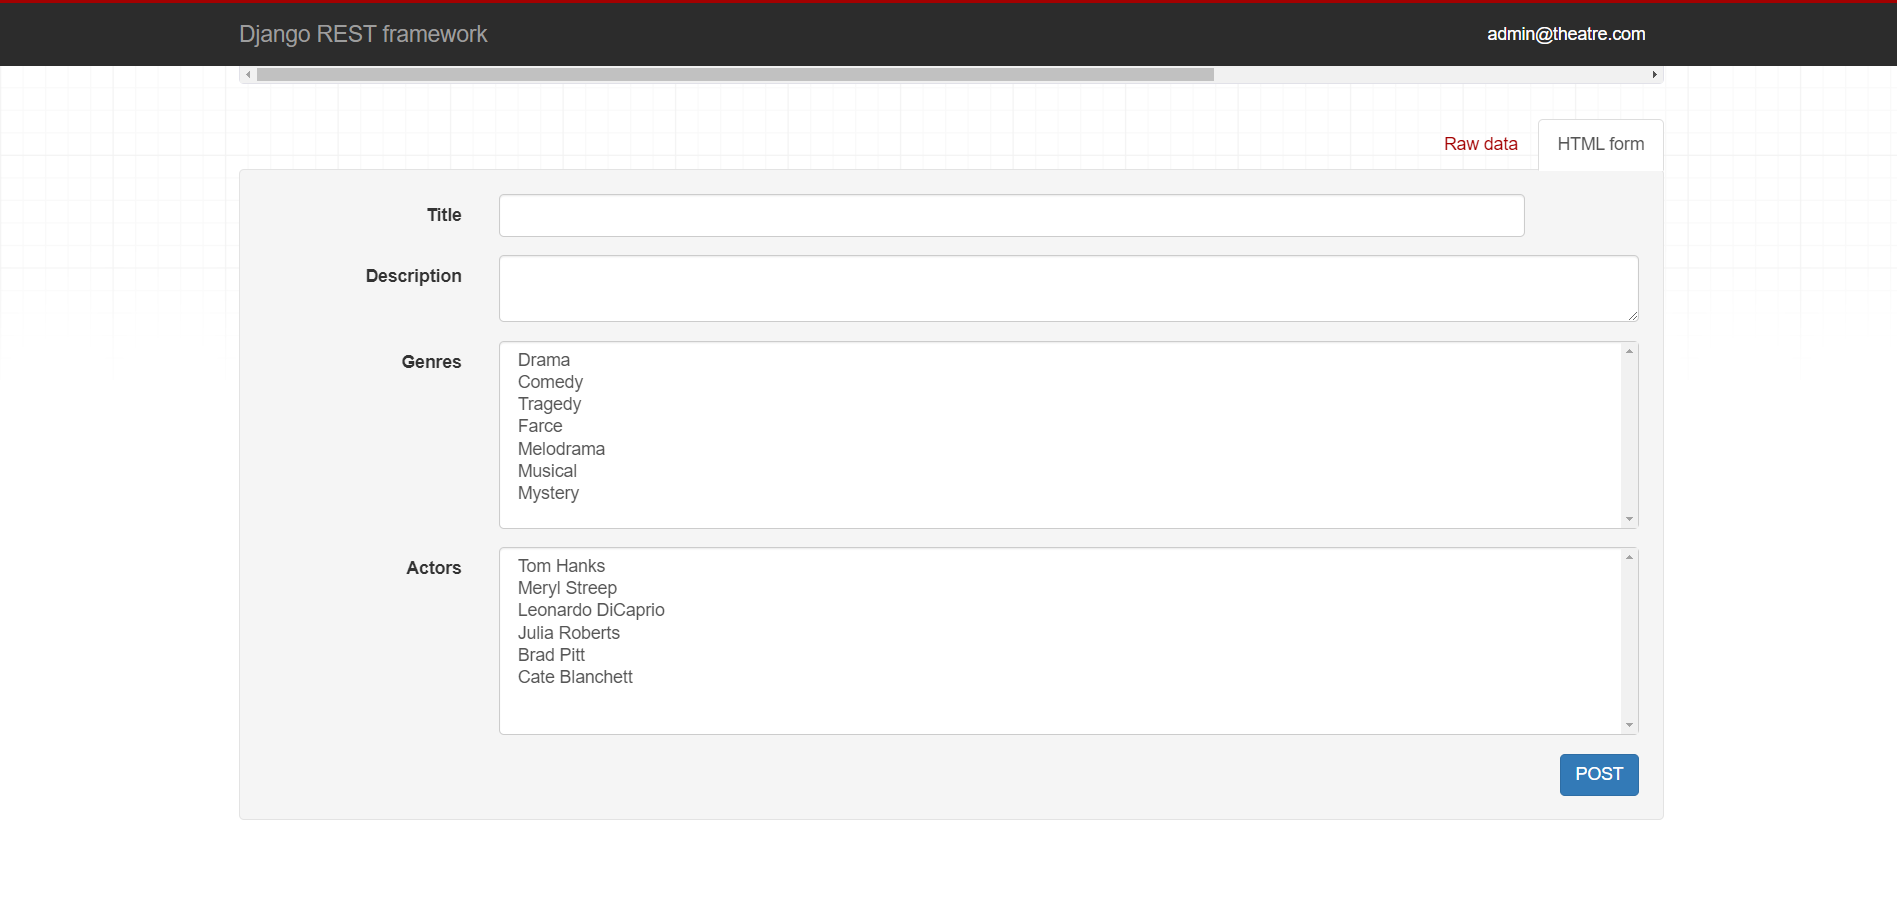 Django REST framework
admin@theatre.com
Raw data
HTML form
Title
Description
Genres
Drama
Comedy
Tragedy
Farce
Melodrama
Musical
Mystery
Actors
Tom Hanks
Meryl Streep
Leonardo DiCaprio
Julia Roberts
Brad Pitt
Cate Blanchett
POST